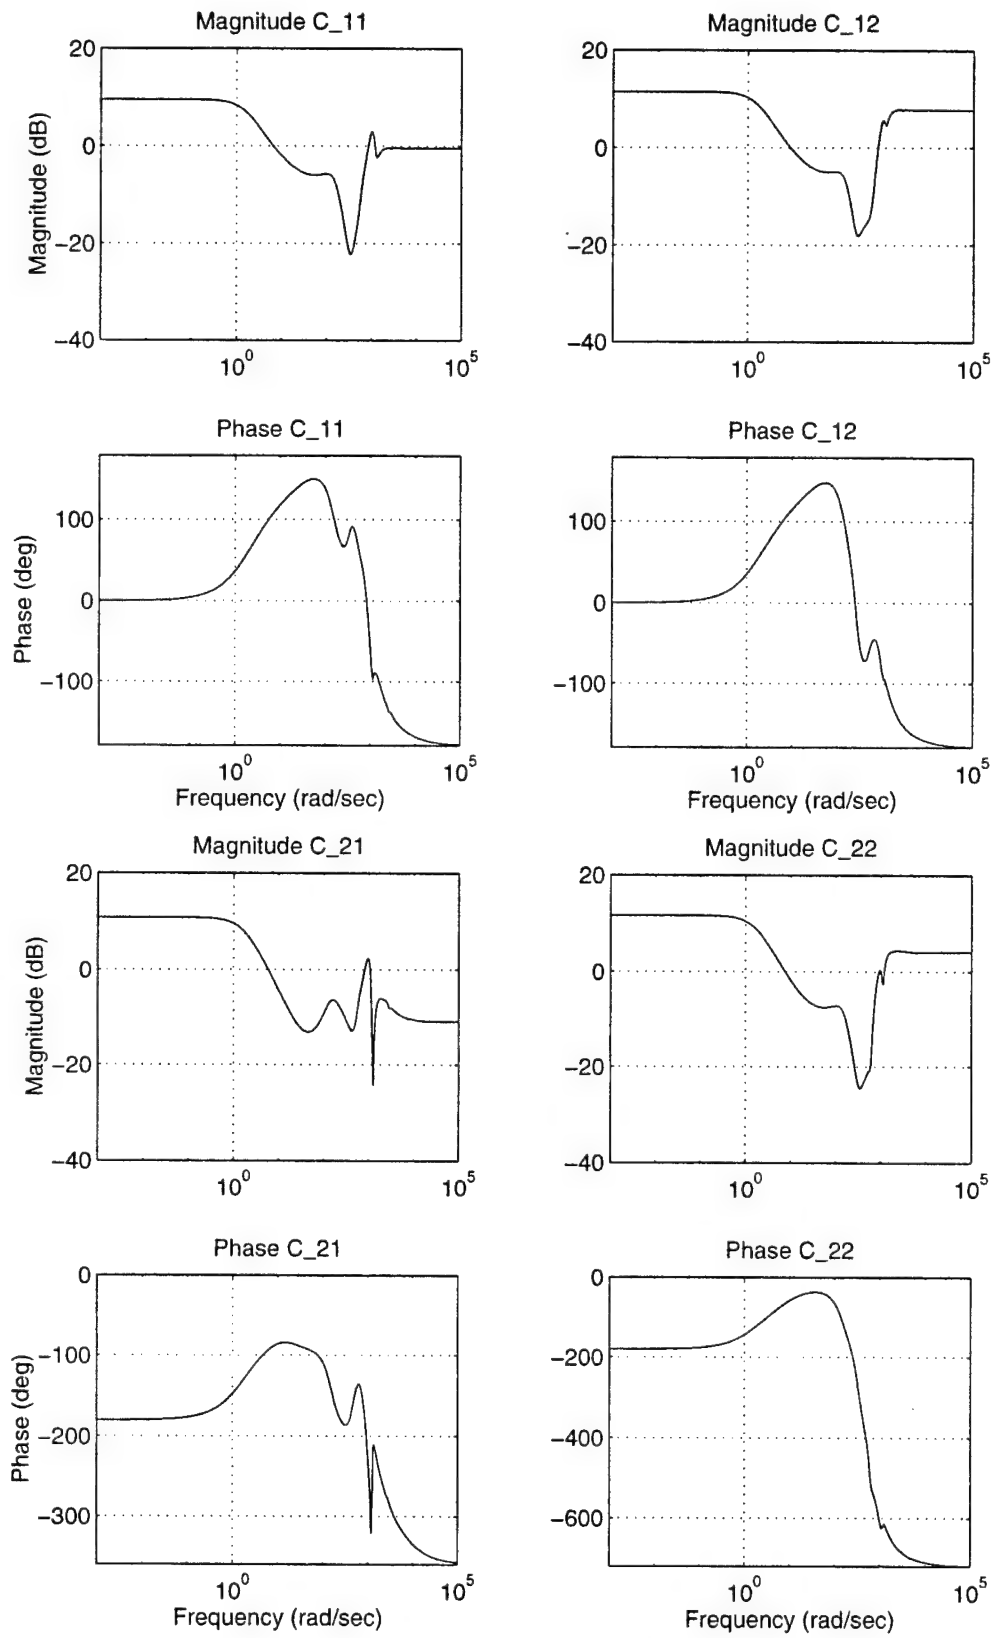 Magnitude C_11
Magnitude C_12
20
0
−20
−40
Magnitude (dB)
10^0
10^5
20
0
−20
−40
10^0
10^5
Phase C_11
Phase C_12
100
0
−100
Phase (deg)
10^0
10^5
Frequency (rad/sec)
100
0
−100
10^0
10^5
Frequency (rad/sec)
Magnitude C_21
Magnitude C_22
20
0
−20
−40
Magnitude (dB)
10^0
10^5
20
0
−20
−40
10^0
10^5
Phase C_21
Phase C_22
0
−100
−200
−300
Phase (deg)
10^0
10^5
Frequency (rad/sec)
0
−200
−400
−600
10^0
10^5
Frequency (rad/sec)